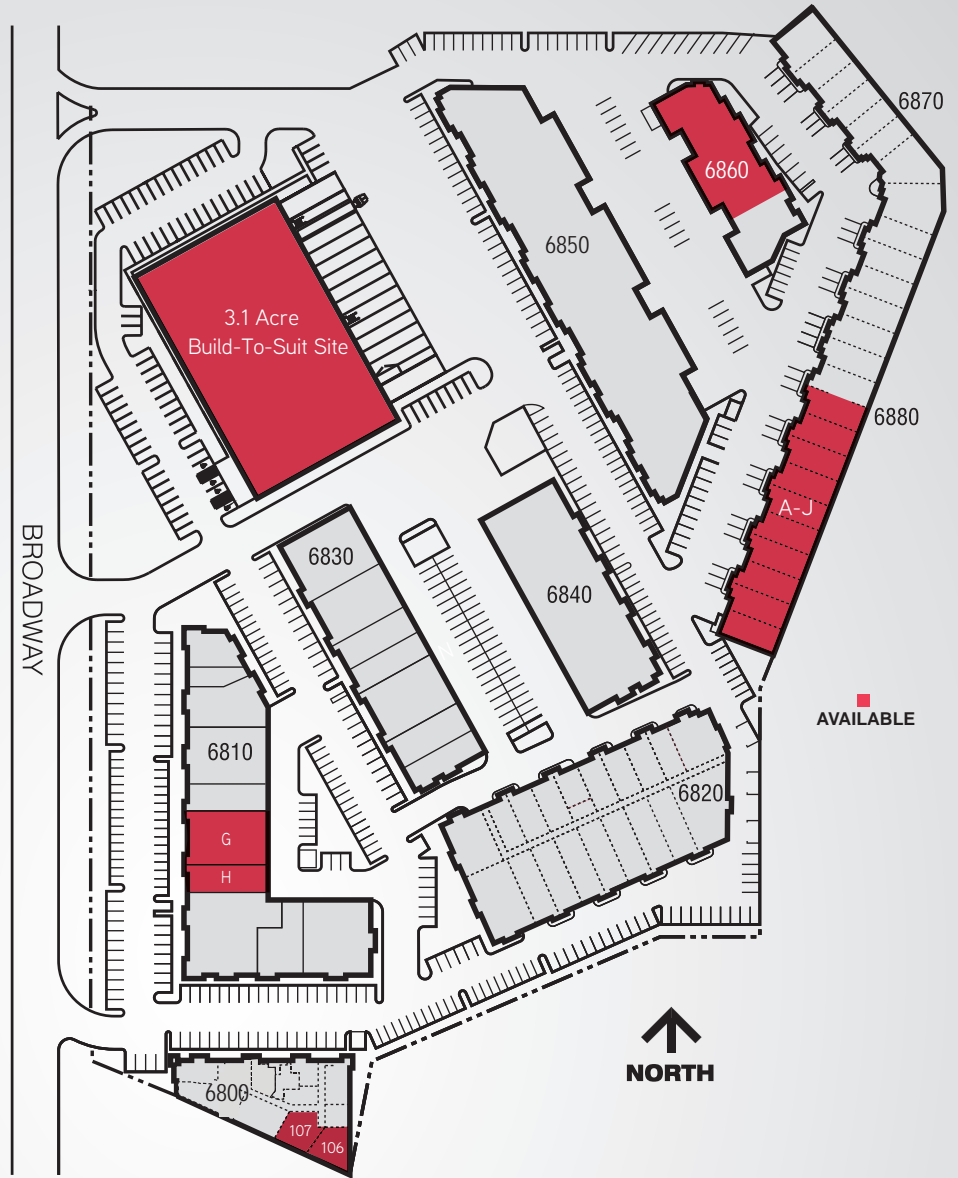 6870
6860
6850
3.1 Acre
Build-To-Suit Site
6880
A-J
BROADWAY
6830
6840
N
AVAILABLE
6810
6820
G
H
NORTH
6800
107
106